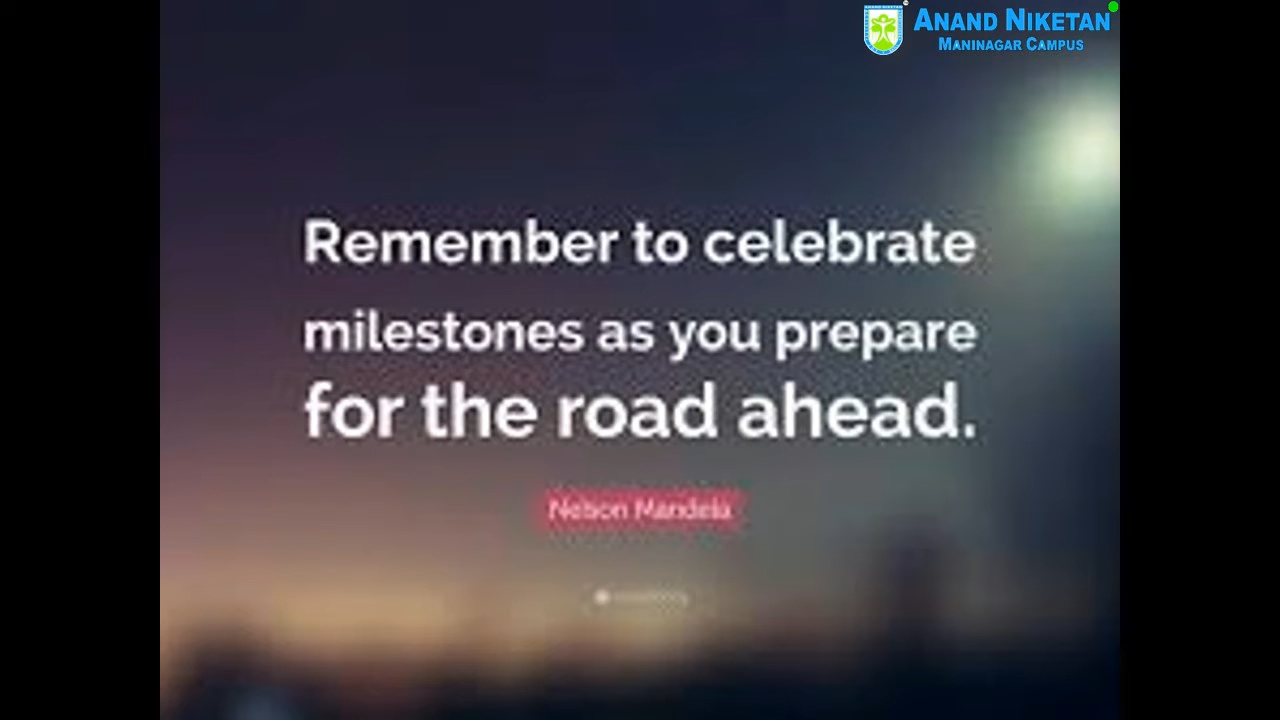 ANAND NIKETAN
MANINAGAR CAMPUS
Remember to celebrate
milestones as you prepare
for the road ahead.
Nelson Mandela